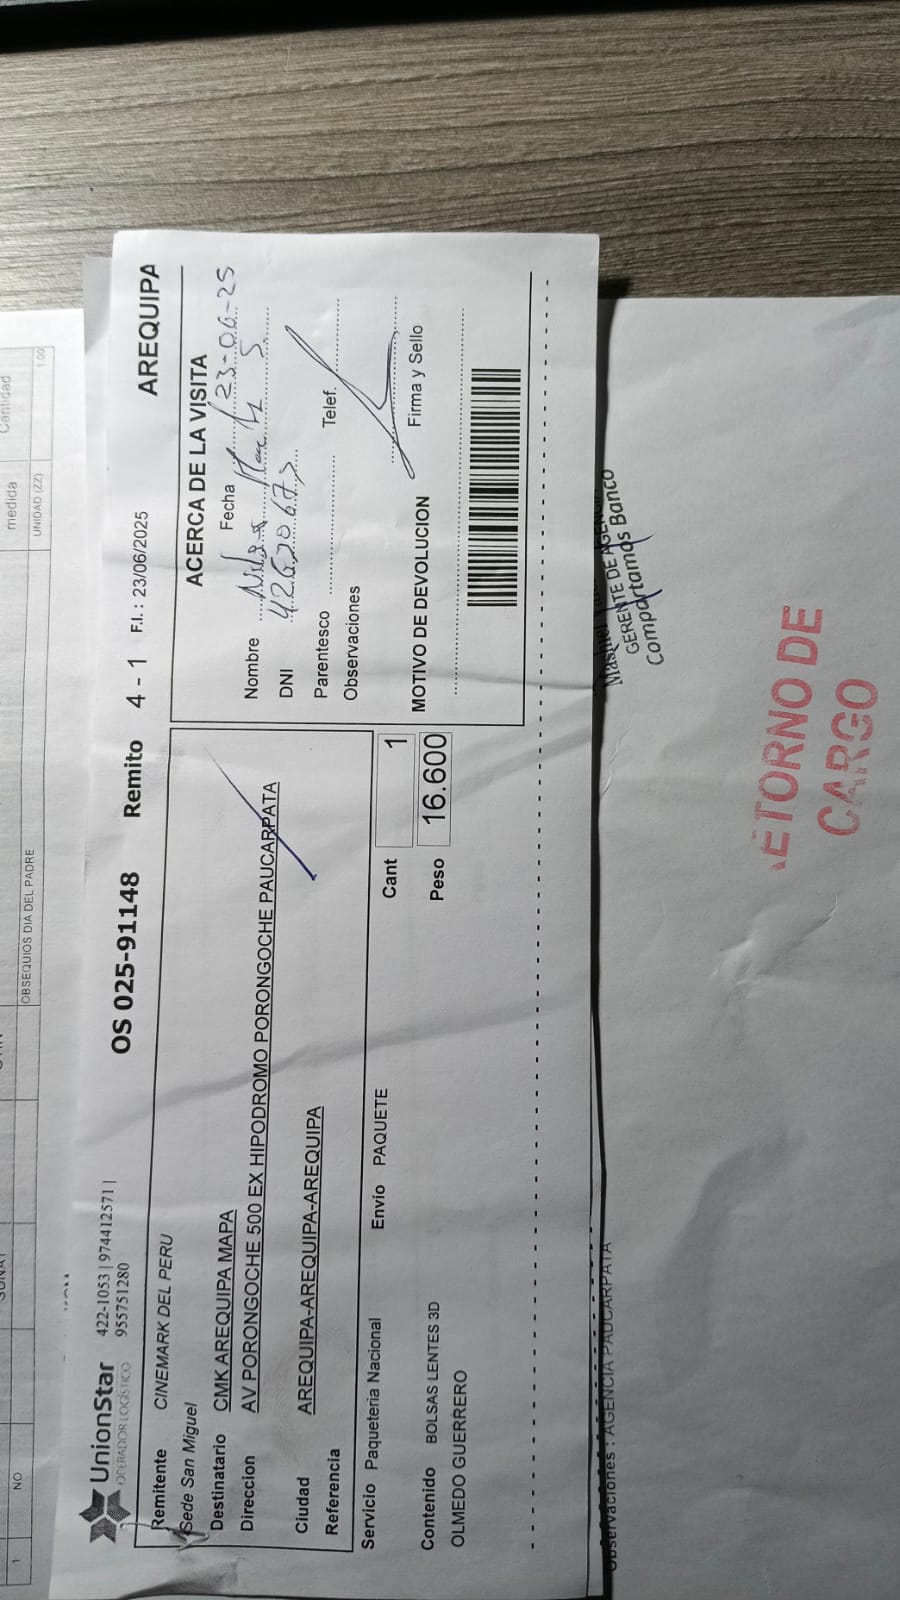 Cantidad
medida
1.00
UNIDAD (ZZ)
OBSEQUIOS DIA DEL PADRE
NO
1
UnionStar
OPERADOR LOGÍSTICO
422-1053 | 974412571 |
955751280
OS 025-91148 Remito 4 - 1 F.I.: 23/06/2025 AREQUIPA
Remitente CINEMARK DEL PERU
Sede San Miguel
Destinatario CMK AREQUIPA MAPA
Direccion AV PORONGOCHE 500 EX HIPODROMO PORONGOCHE PAUCARPATA
Ciudad AREQUIPA-AREQUIPA-AREQUIPA
Referencia
Servicio Paqueteria Nacional Envio PAQUETE Cant 1
Contenido BOLSAS LENTES 3D Peso 16.600
OLMEDO GUERRERO
ACERCA DE LA VISITA
Fecha 23-06-25
Nombre
DNI
Parentesco Telef.
Observaciones
MOTIVO DE DEVOLUCION Firma y Sello
GERENTE DE AGENCIA
Compartamos Banco
Observaciones : AGENCIA PAUCARPATA
ETORNO DE
CARGO